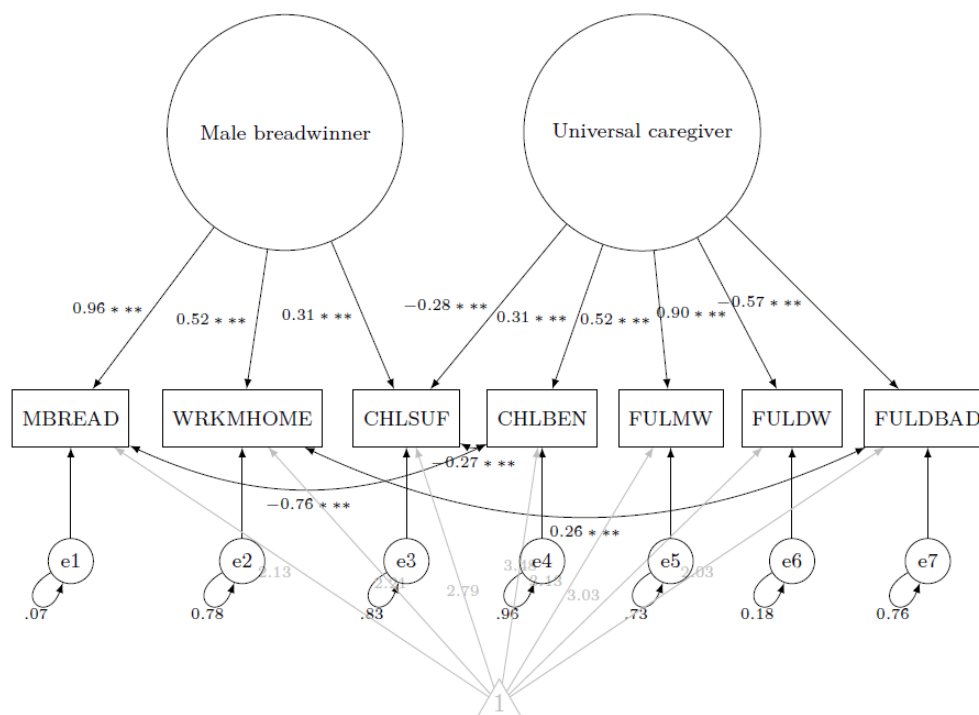 Male breadwinner
Universal caregiver
0.96 * **
0.52 * **
0.31 * **
−0.28 * **
0.31 * **
0.52 * **
0.90 * **
−0.57 * **
MBREAD
WRKMHOME
CHLSUF
CHLBEN
FULMW
FULDW
FULDBAD
−0.27 * **
−0.76 * **
0.26 * **
e1
e2
e3
e4
e5
e6
e7
2.13
2.79
3.03
2.03
.07
0.78
.83
.96
.73
0.18
0.76
1